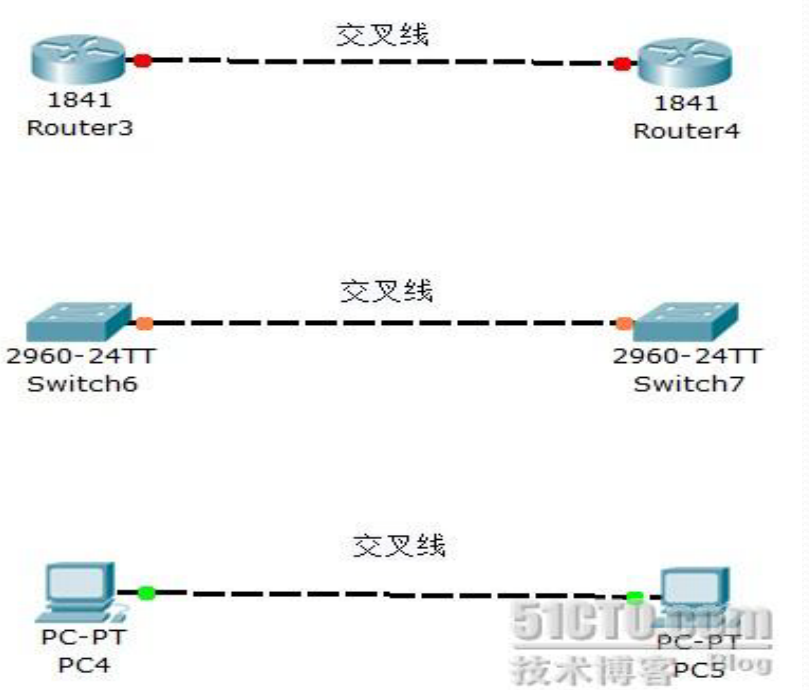 交叉线
1841
Router3
1841
Router4
交叉线
2960-24TT
Switch6
2960-24TT
Switch7
交叉线
PC-PT
PC4
PC-PT
PC5
51CTO.com
技术博客 Blog